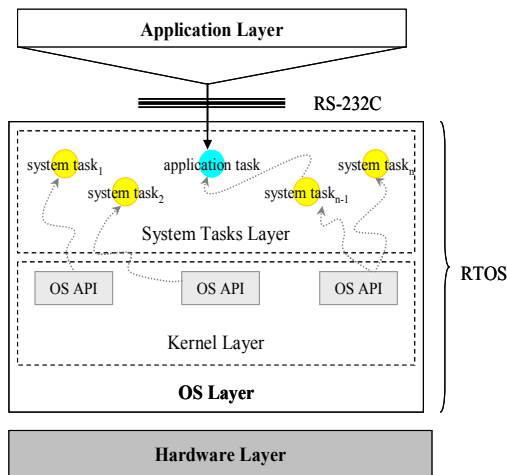 Application Layer
RS-232C
system task₁
application task
system taskₙ
system task₂
system taskₙ₋₁
System Tasks Layer
RTOS
OS API
OS API
OS API
Kernel Layer
OS Layer
Hardware Layer